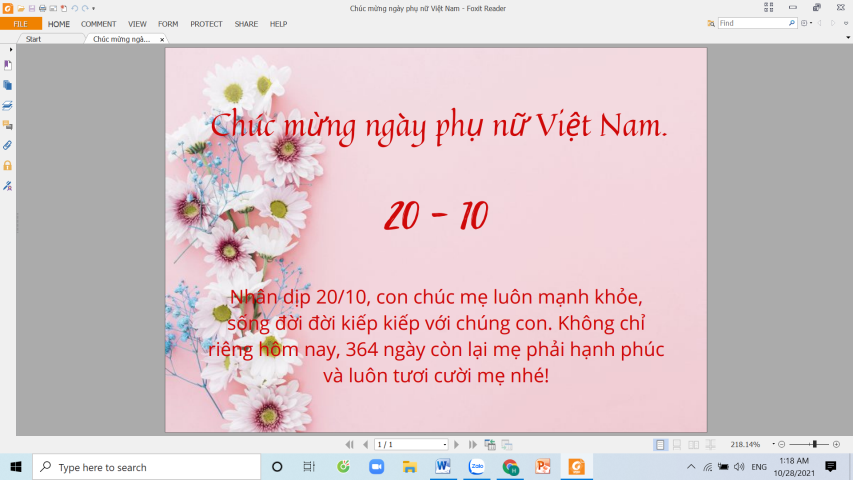 Chúc mừng ngày phụ nữ Việt Nam - Foxit Reader
FILE HOME COMMENT VIEW FORM PROTECT SHARE HELP
Find
Start Chúc mừng ngà...
Chúc mừng ngày phụ nữ Việt Nam.
20 - 10
Nhân dịp 20/10, con chúc mẹ luôn mạnh khỏe,
sống đời đời kiếp kiếp với chúng con. Không chỉ
riêng hôm nay, 364 ngày còn lại mẹ phải hạnh phúc
và luôn tươi cười mẹ nhé!
1 / 1
218.14%
Type here to search
Zalo
ENG
1:18 AM
10/28/2021